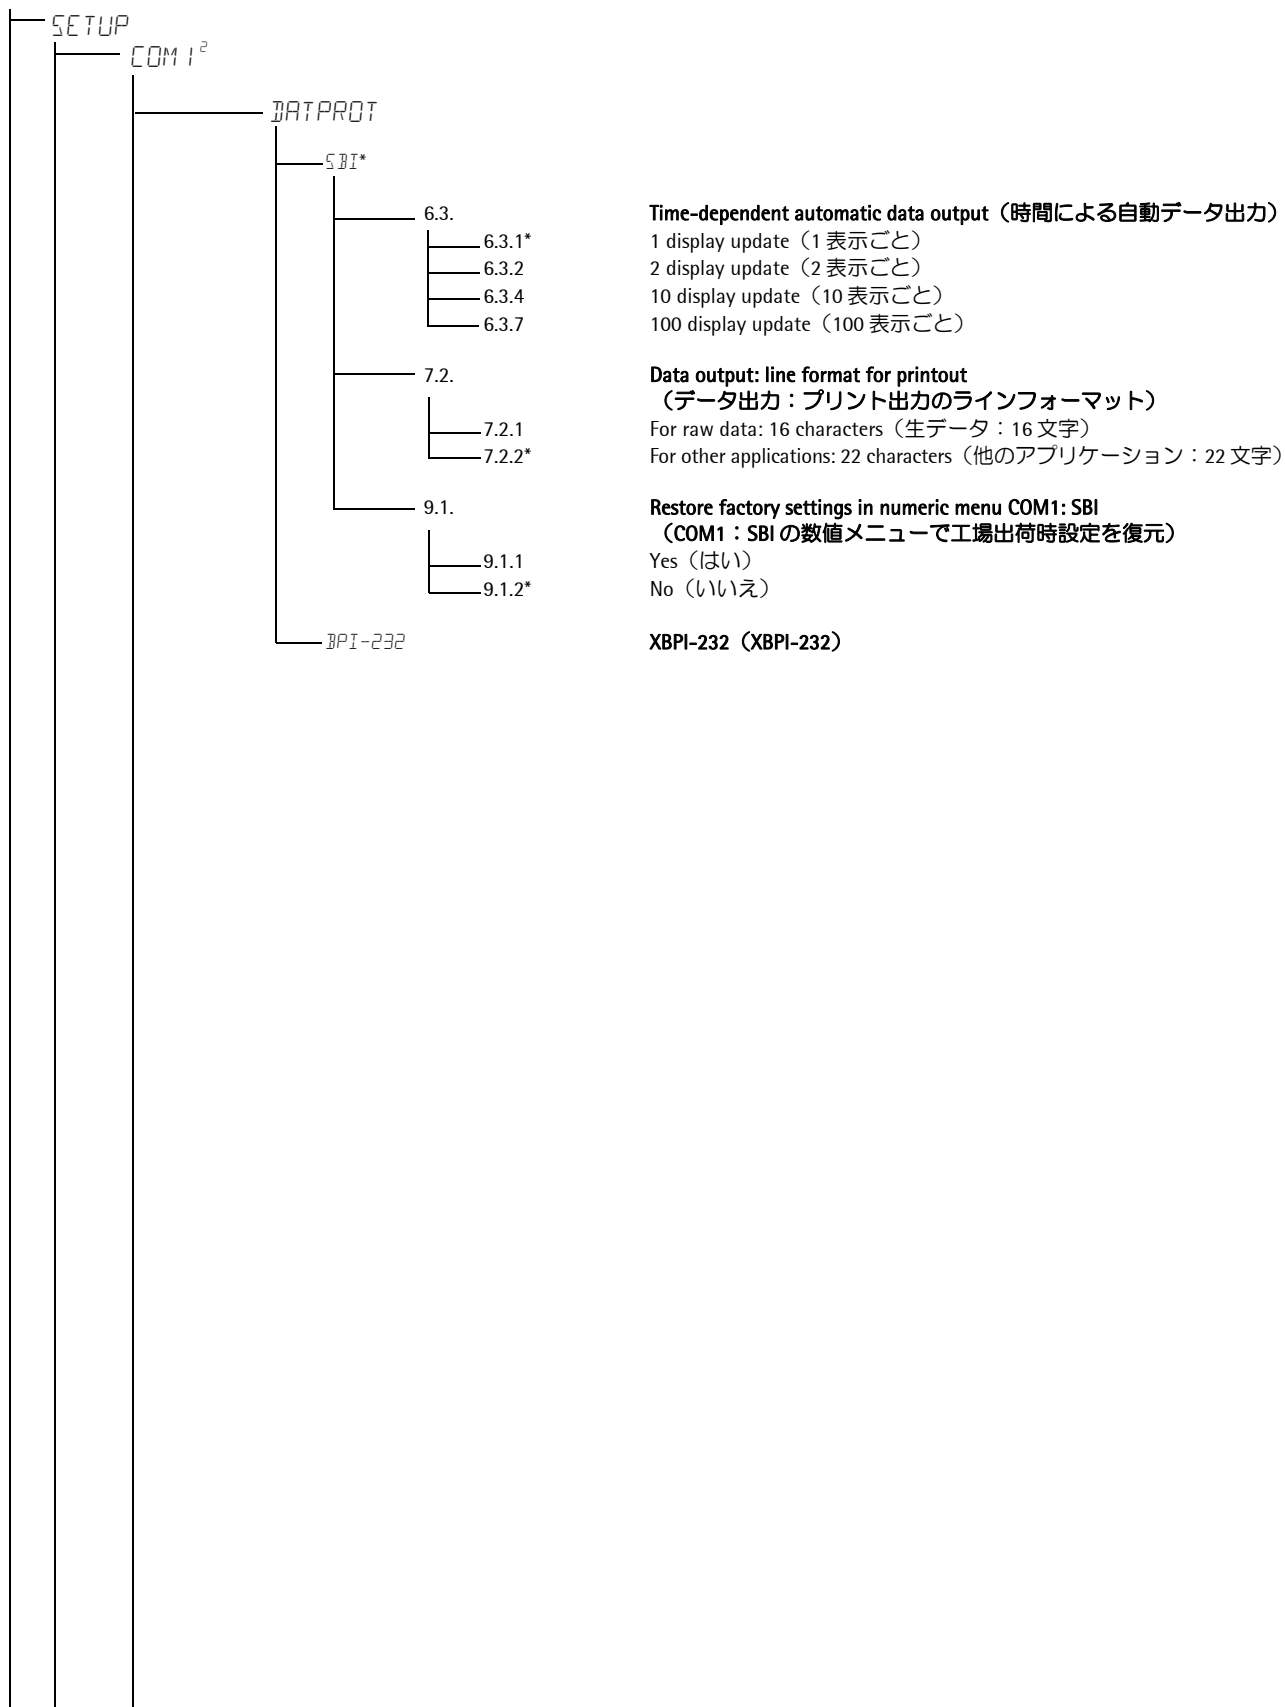 SETUP
COM1²
DATPROT
SBI*
6.3. Time-dependent automatic data output（時間による自動データ出力）
6.3.1* 1 display update（1 表示ごと）
6.3.2 2 display update（2 表示ごと）
6.3.4 10 display update（10 表示ごと）
6.3.7 100 display update（100 表示ごと）
7.2. Data output: line format for printout
（データ出力：プリント出力のラインフォーマット）
7.2.1 For raw data: 16 characters（生データ：16 文字）
7.2.2* For other applications: 22 characters（他のアプリケーション：22 文字）
9.1. Restore factory settings in numeric menu COM1: SBI
（COM1：SBI の数値メニューで工場出荷時設定を復元）
9.1.1 Yes（はい）
9.1.2* No（いいえ）
BPI-232 XBPI-232（XBPI-232）